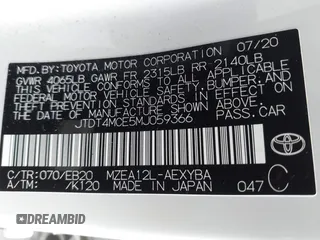 MFD.BY:TOYOTA MOTOR CORPORATION 07/20
GVWR 4065LB GAWR FR 2315LB RR 2140LB
THIS VEHICLE CONFORMS TO ALL APPLICABLE
FEDERAL MOTOR VEHICLE SAFETY, BUMPER, AND
THEFT PREVENTION STANDARDS IN EFFECT ON THE DATE OF
MANUFACTURE SHOWN ABOVE.
JTDT4MCE5MJ059366 PASS.CAR
C/TR:070/EB20 MZEA12L-AEXYBA
A/TM: /K120 MADE IN JAPAN 047 C
TOYOTA
DREAMBID
.COM